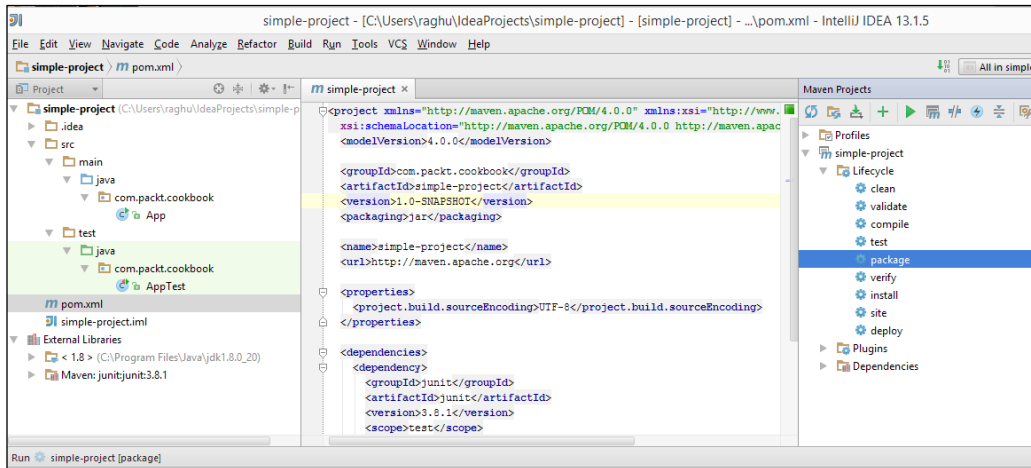 simple-project - [C:\Users\raghu\IdeaProjects\simple-project] - [simple-project] - ...\pom.xml - IntelliJ IDEA 13.1.5
File Edit View Navigate Code Analyze Refactor Build Run Tools VCS Window Help
simple-project m pom.xml
All in simple
Project
simple-project (C:\Users\raghu\IdeaProjects\simple-p
.idea
src
main
java
com.packt.cookbook
App
test
java
com.packt.cookbook
AppTest
m pom.xml
simple-project.iml
External Libraries
< 1.8 > (C:\Program Files\Java\jdk1.8.0_20)
Maven: junit:junit:3.8.1
m simple-project ×
<project xmlns="http://maven.apache.org/POM/4.0.0" xmlns:xsi="http://www.
xsi:schemaLocation="http://maven.apache.org/POM/4.0.0 http://maven.apac
<modelVersion>4.0.0</modelVersion>
<groupId>com.packt.cookbook</groupId>
<artifactId>simple-project</artifactId>
<version>1.0-SNAPSHOT</version>
<packaging>jar</packaging>
<name>simple-project</name>
<url>http://maven.apache.org</url>
<properties>
<project.build.sourceEncoding>UTF-8</project.build.sourceEncoding>
</properties>
<dependencies>
<dependency>
<groupId>junit</groupId>
<artifactId>junit</artifactId>
<version>3.8.1</version>
<scope>test</scope>
Maven Projects
Profiles
simple-project
Lifecycle
clean
validate
compile
test
package
verify
install
site
deploy
Plugins
Dependencies
Run simple-project [package]